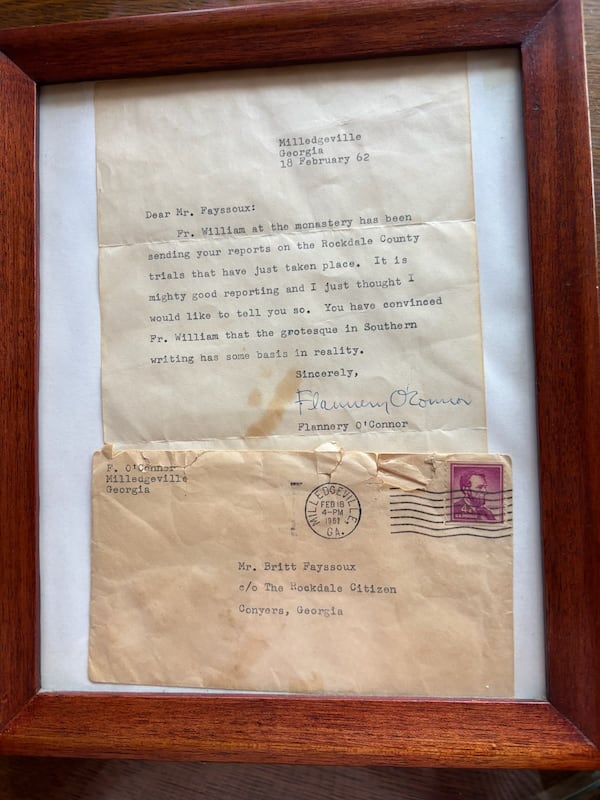 Milledgeville
Georgia
18 February 62
Dear Mr. Fayssoux:
Fr. William at the monastery has been
sending your reports on the Rockdale County
trials that have just taken place. It is
mighty good reporting and I just thought I
would like to tell you so. You have convinced
Fr. William that the grotesque in Southern
writing has some basis in reality.
Sincerely,
Flannery O'Connor
Flannery O'Connor
F. O'Connor
Milledgeville
Georgia
MILLEDGEVILLE,
FEB 18
4-PM
1962
GA.
4¢
Mr. Britt Fayssoux
c/o The Rockdale Citizen
Conyers, Georgia